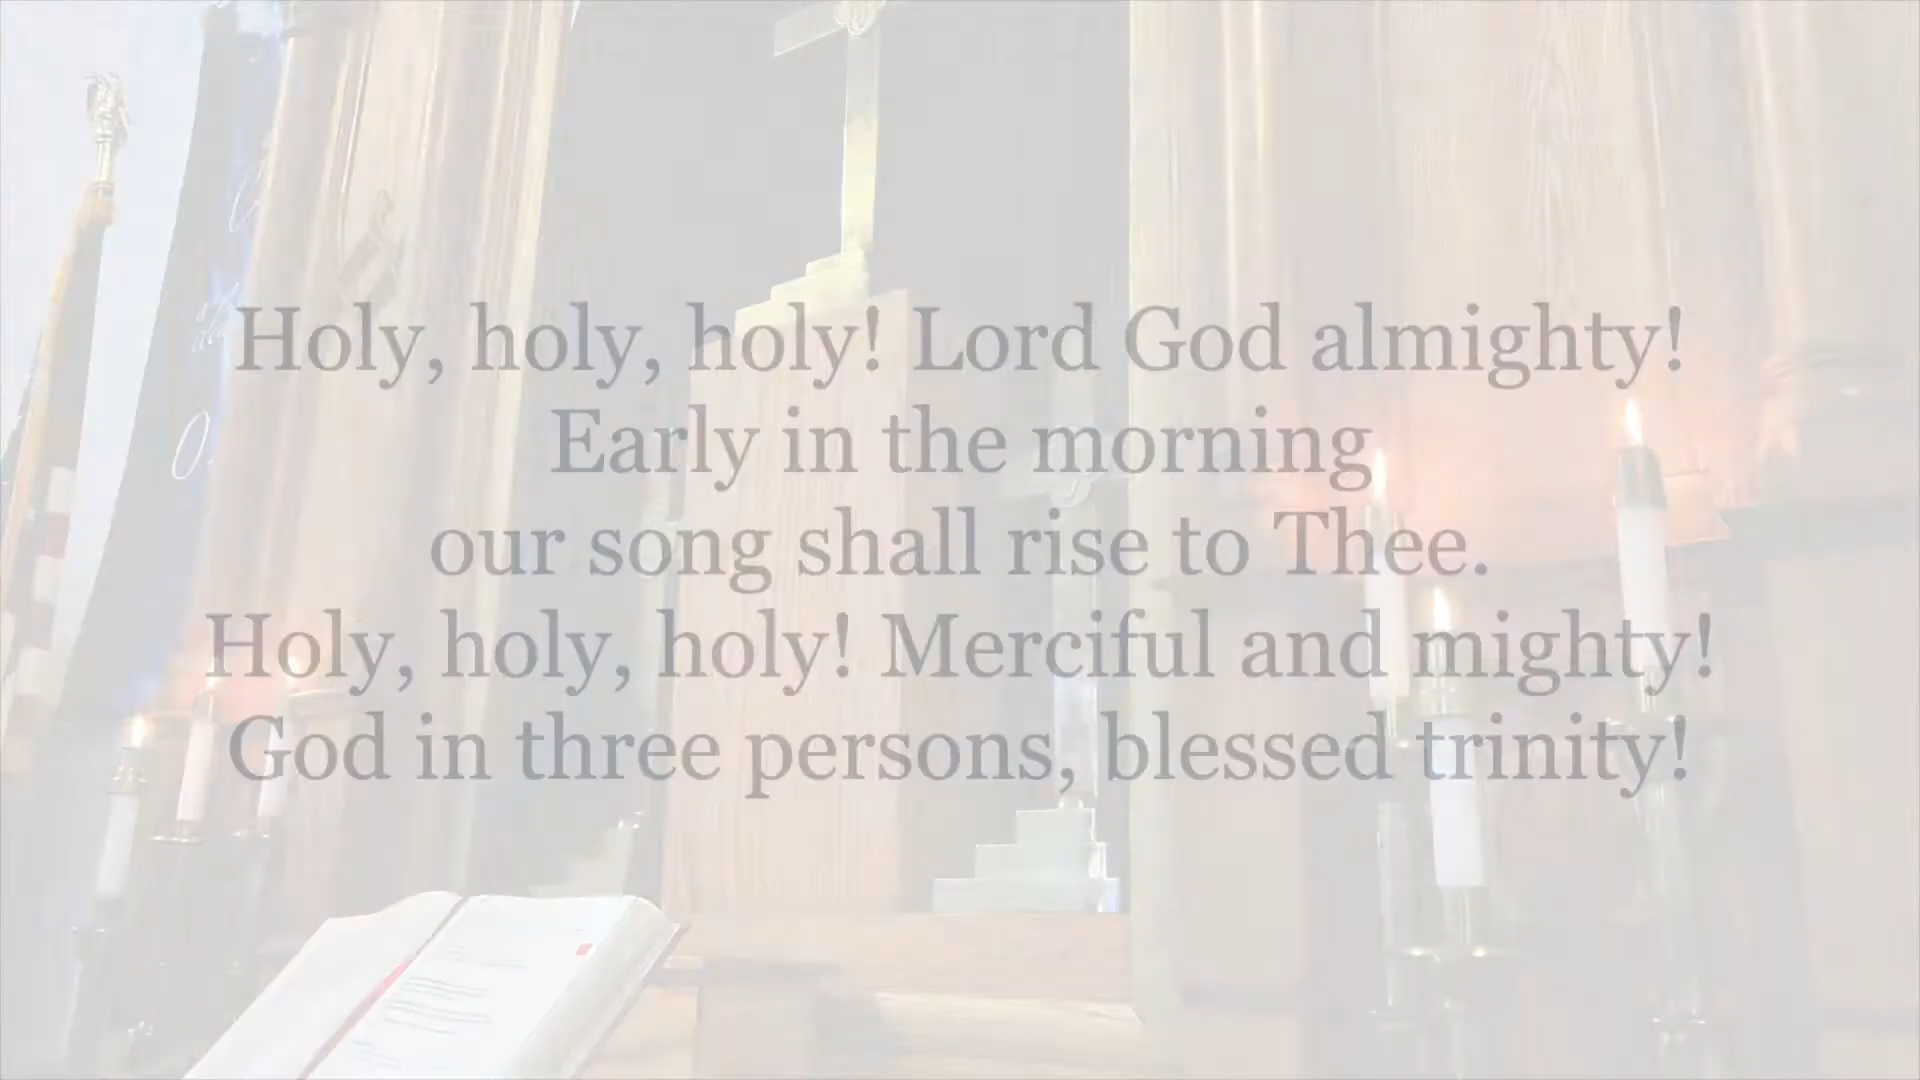 Holy, holy, holy! Lord God almighty!
Early in the morning
our song shall rise to Thee.
Holy, holy, holy! Merciful and mighty!
God in three persons, blessed trinity!